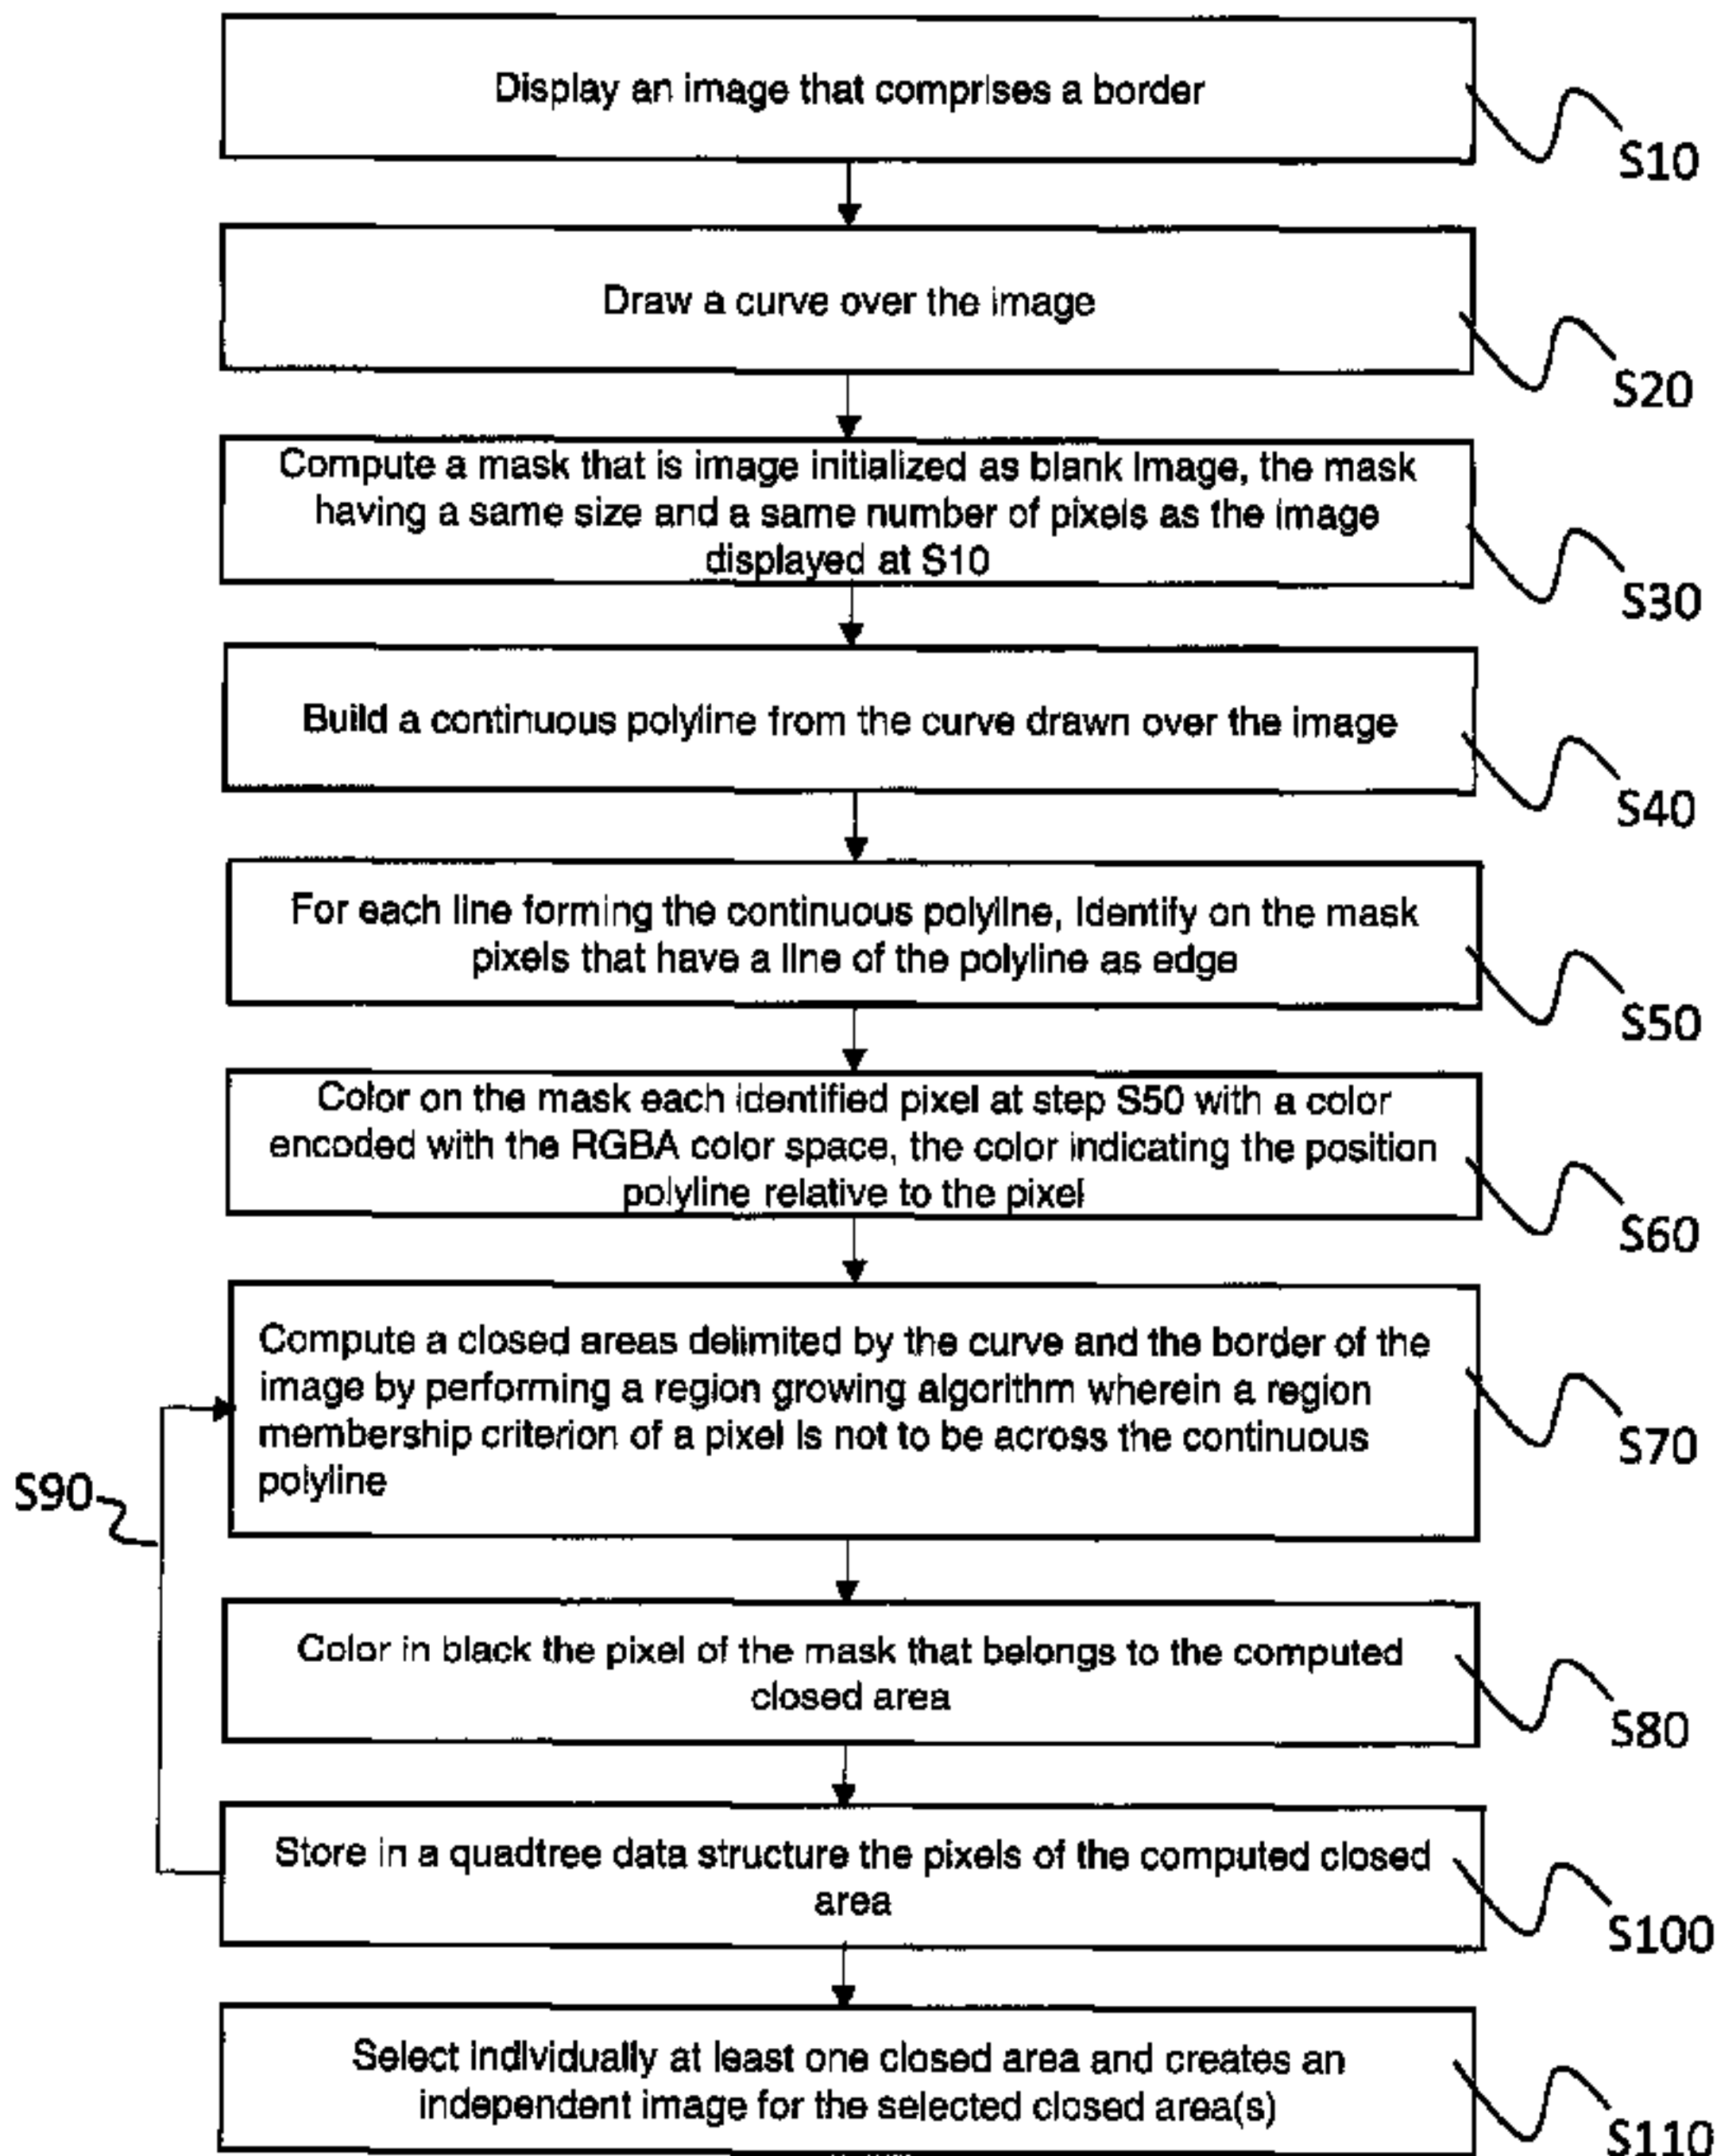 Display an image that comprises a border
S10
Draw a curve over the image
S20
Compute a mask that is image initialized as blank image, the mask
having a same size and a same number of pixels as the image
displayed at S10
S30
Build a continuous polyline from the curve drawn over the image
S40
For each line forming the continuous polyline, Identify on the mask
pixels that have a line of the polyline as edge
S50
Color on the mask each identified pixel at step S50 with a color
encoded with the RGBA color space, the color indicating the position
polyline relative to the pixel
S60
Compute a closed areas delimited by the curve and the border of the
image by performing a region growing algorithm wherein a region
membership criterion of a pixel is not to be across the continuous
polyline
S70
S90
Color in black the pixel of the mask that belongs to the computed
closed area
S80
Store in a quadtree data structure the pixels of the computed closed
area
S100
Select individually at least one closed area and creates an
independent image for the selected closed area(s)
S110